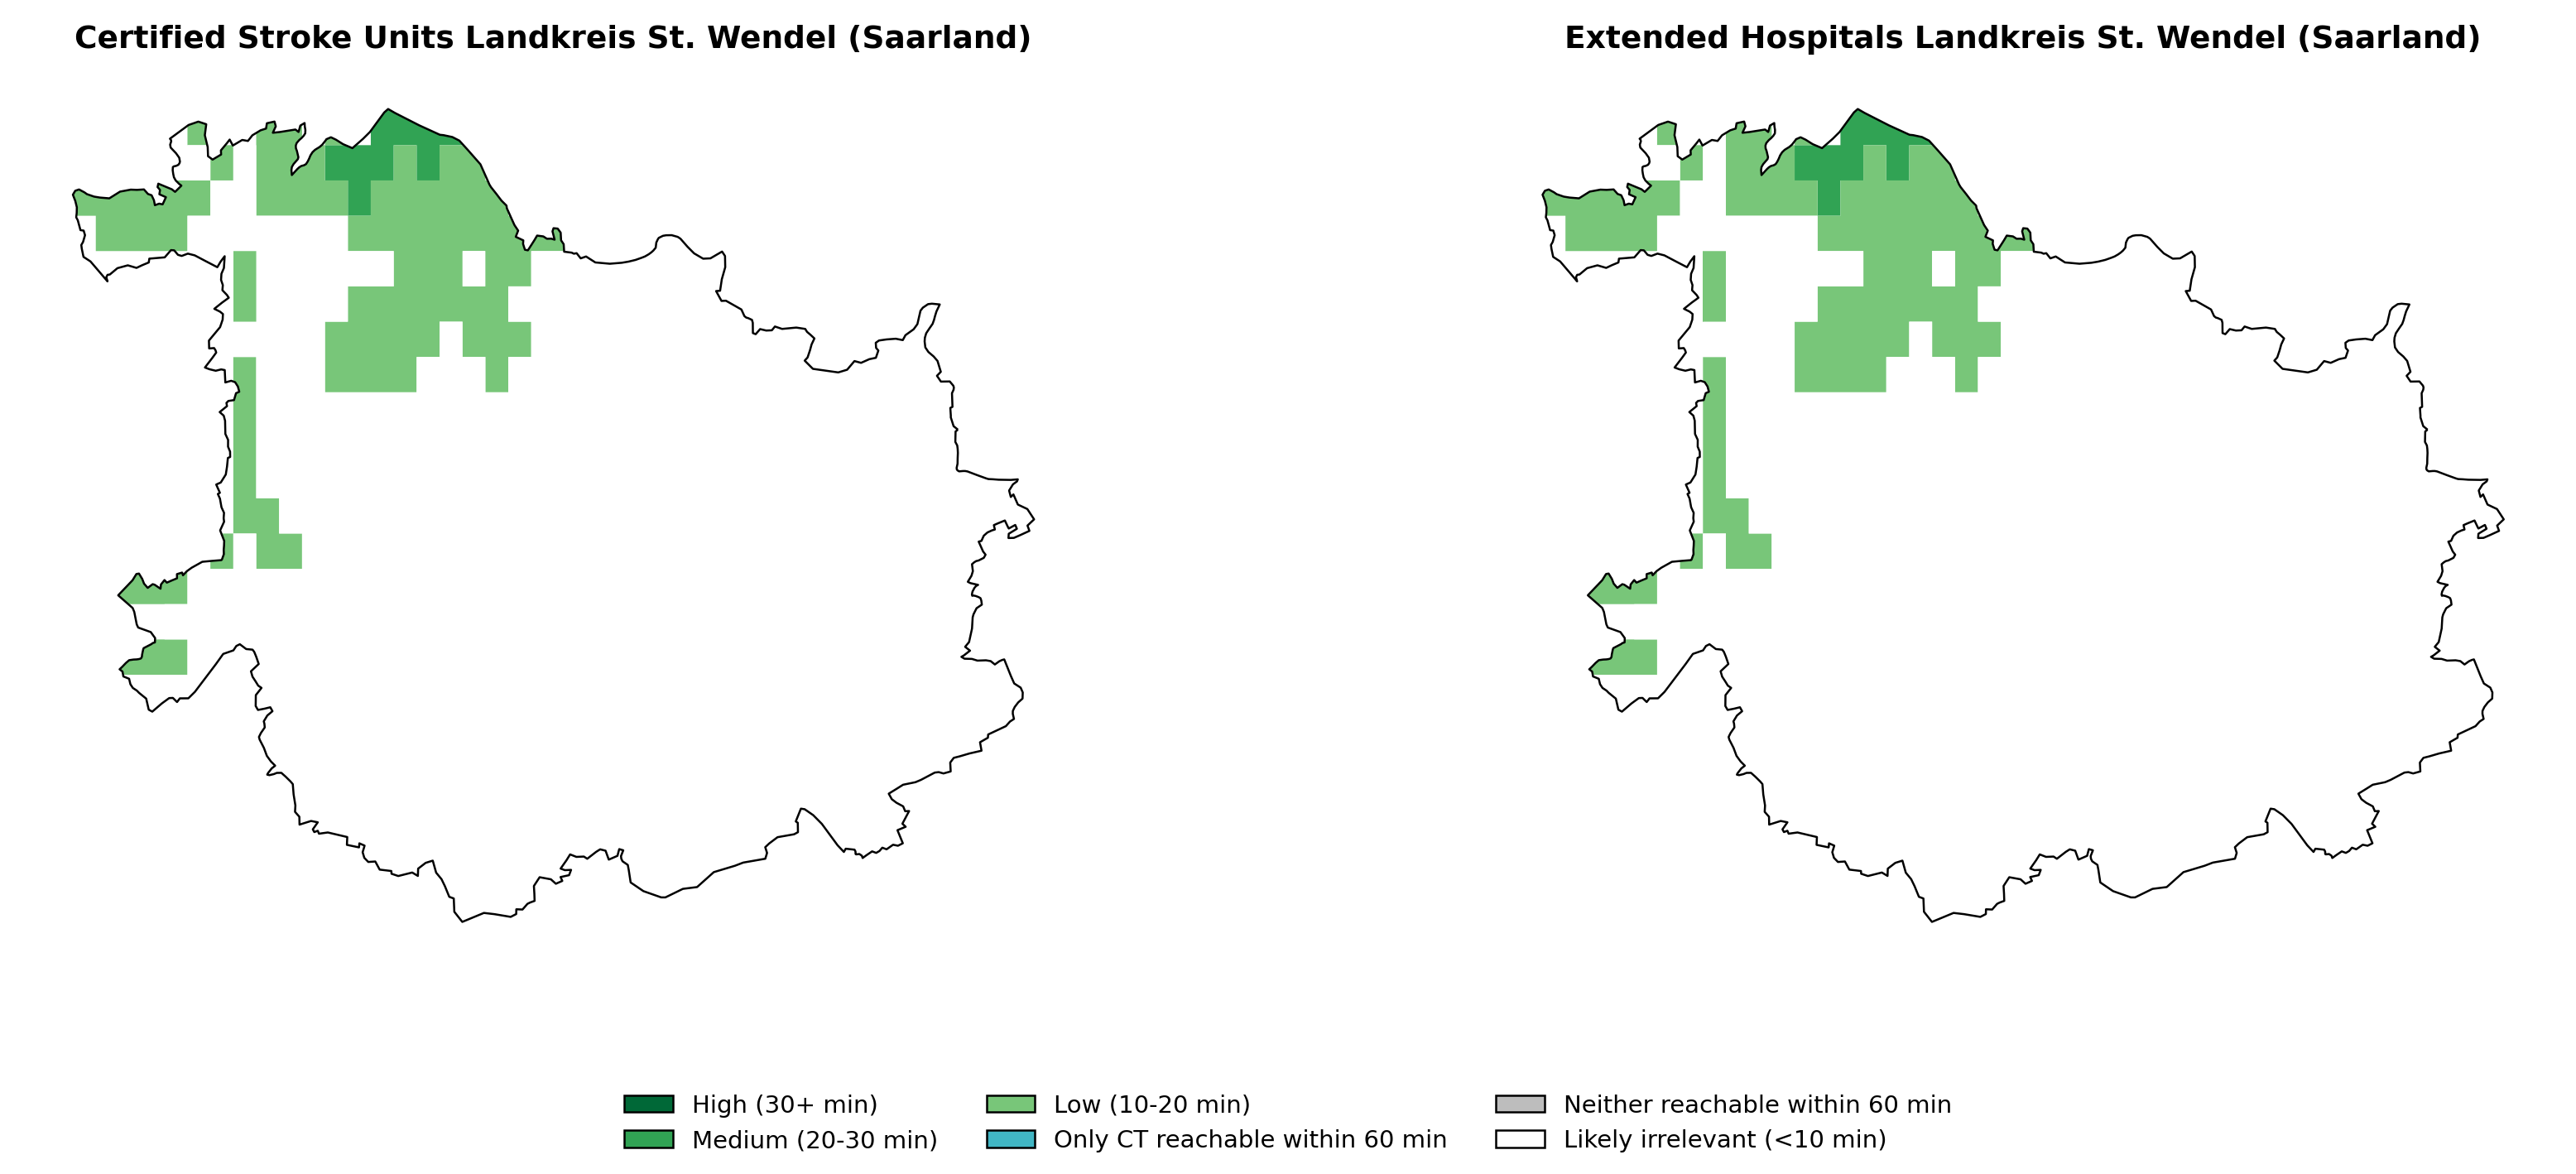 Certified Stroke Units Landkreis St. Wendel (Saarland)
Extended Hospitals Landkreis St. Wendel (Saarland)
High (30+ min)
Medium (20-30 min)
Low (10-20 min)
Only CT reachable within 60 min
Neither reachable within 60 min
Likely irrelevant (<10 min)